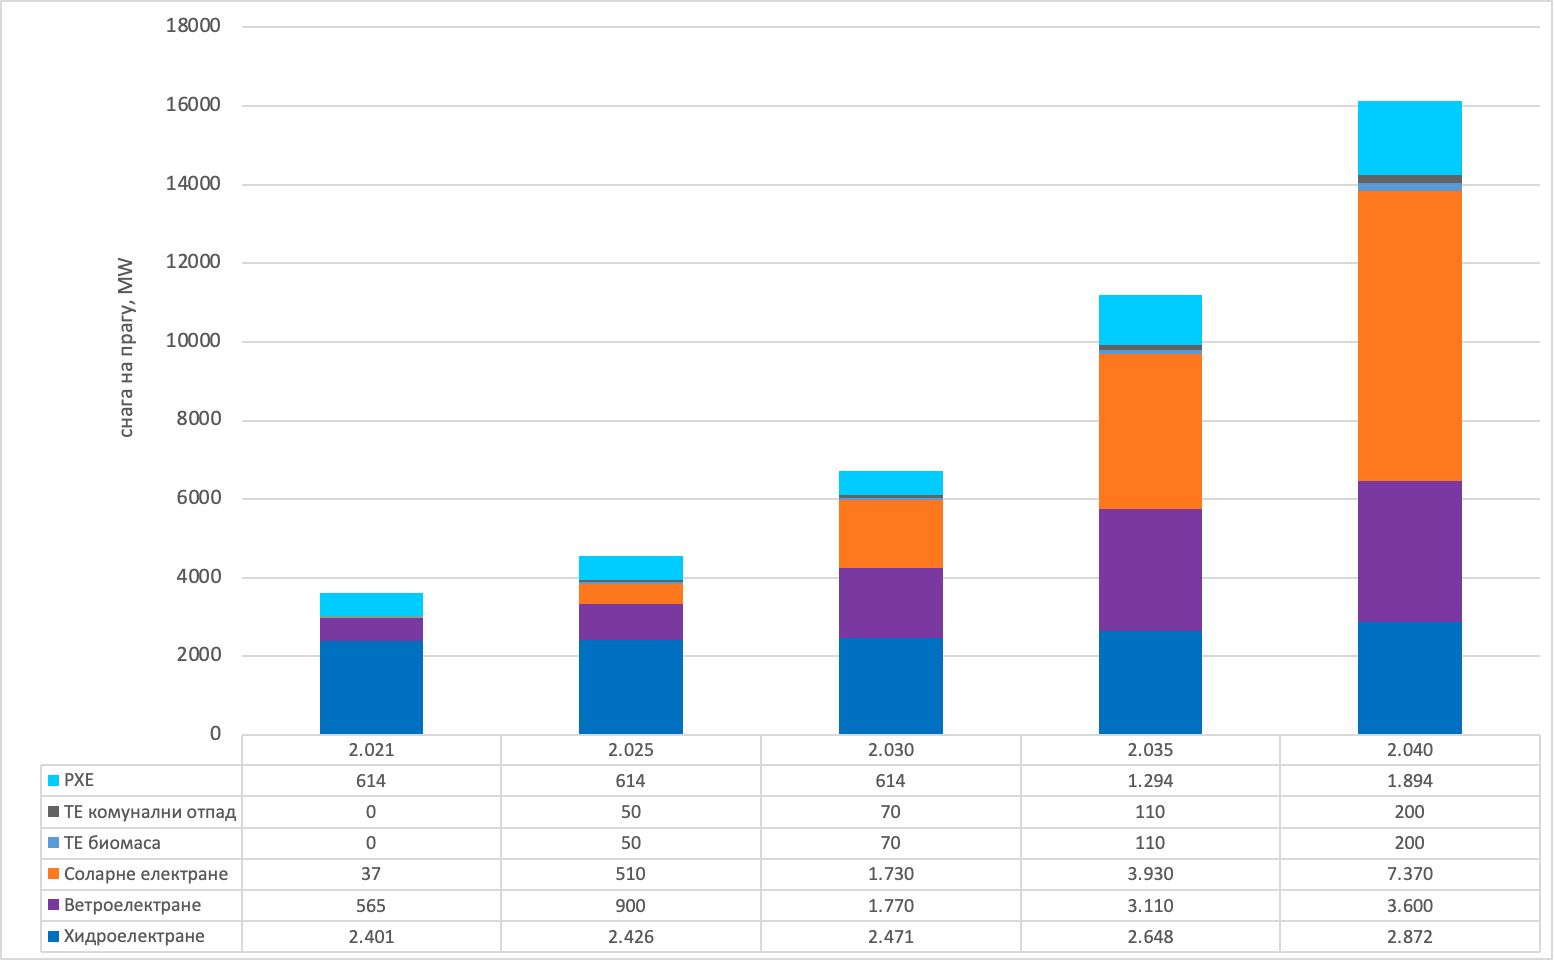 18000
16000
14000
12000
10000
8000
6000
4000
2000
0
снага на прагу, MW
2.021 2.025 2.030 2.035 2.040
РХЕ 614 614 614 1.294 1.894
ТЕ комунални отпад 0 50 70 110 200
ТЕ биомаса 0 50 70 110 200
Соларне електране 37 510 1.730 3.930 7.370
Ветроелектране 565 900 1.770 3.110 3.600
Хидроелектране 2.401 2.426 2.471 2.648 2.872